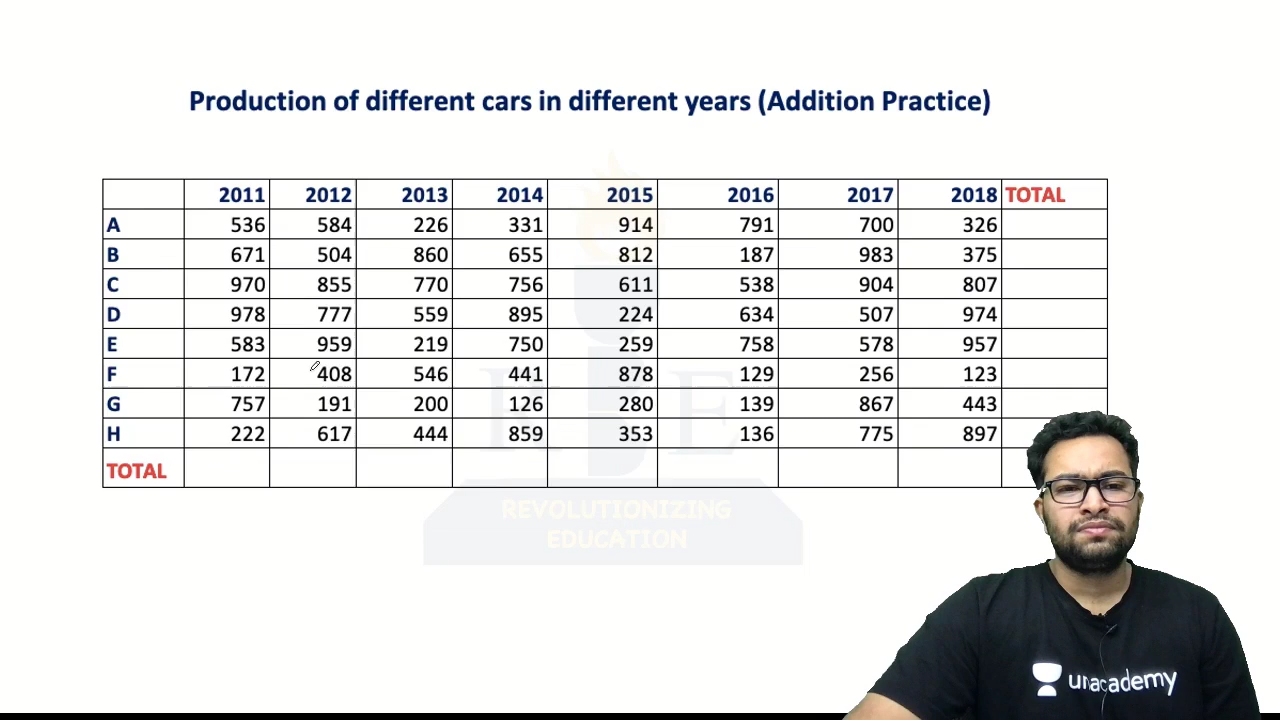 Production of different cars in different years (Addition Practice)
2011 2012 2013 2014 2015 2016 2017 2018 TOTAL
A 536 584 226 331 914 791 700 326
B 671 504 860 655 812 187 983 375
C 970 855 770 756 611 538 904 807
D 978 777 559 895 224 634 507 974
E 583 959 219 750 259 758 578 957
F 172 408 546 441 878 129 256 123
G 757 191 200 126 280 139 867 443
H 222 617 444 859 353 136 775 897
TOTAL
R E
REVOLUTIONIZING
EDUCATION
unacademy